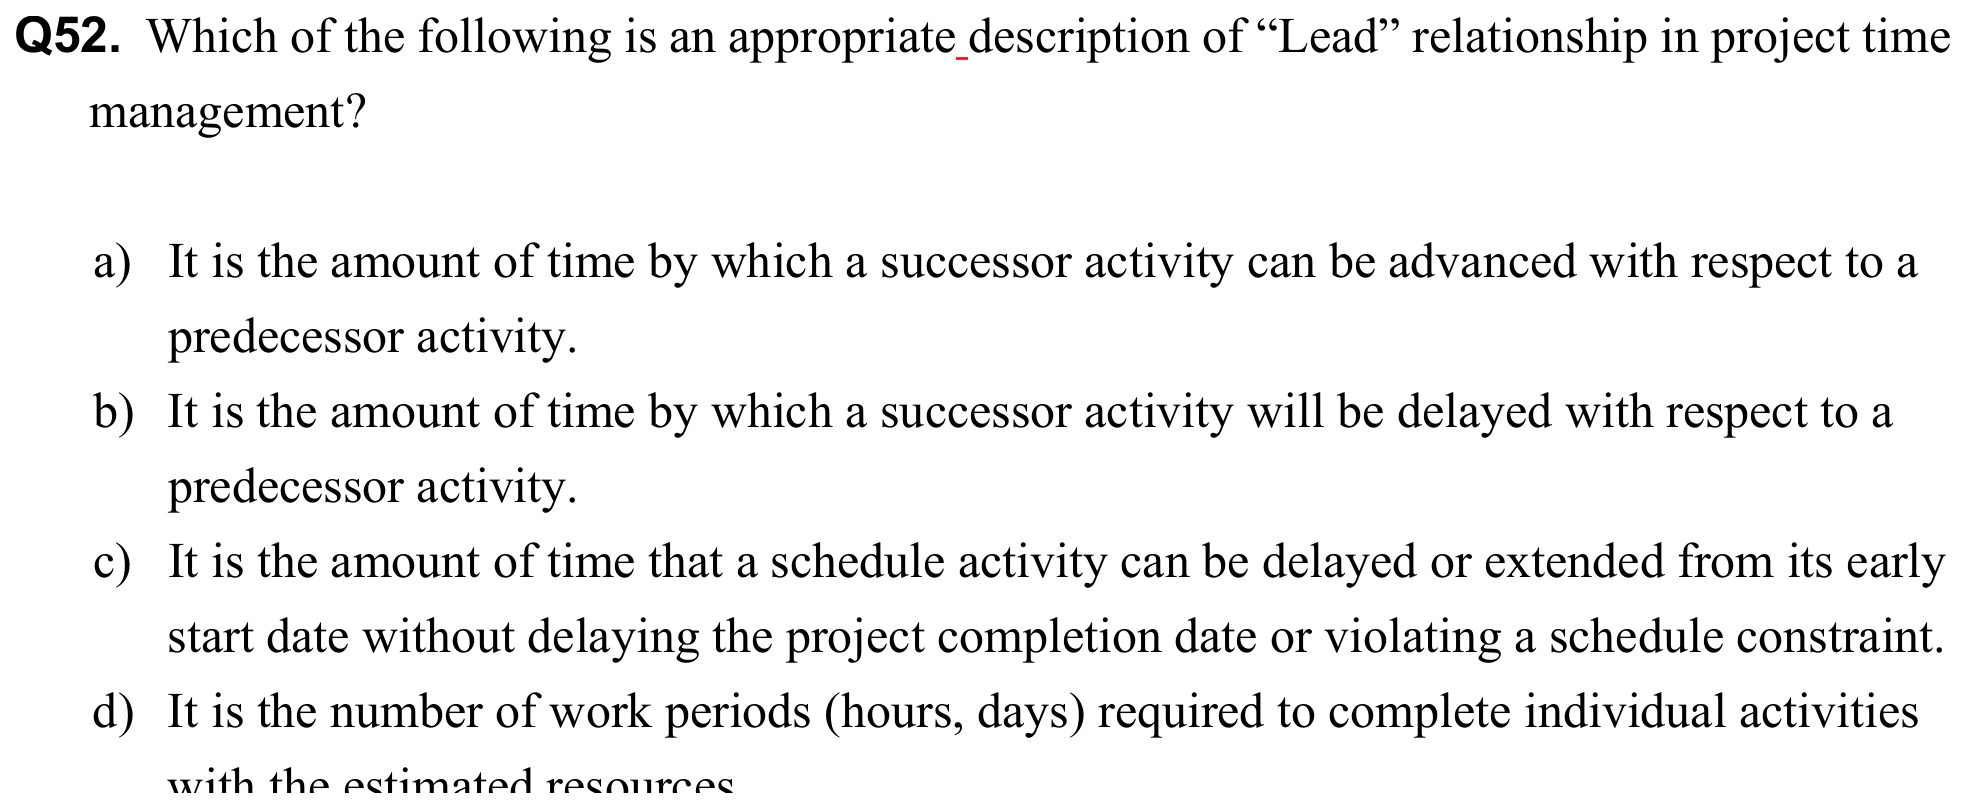 Q52. Which of the following is an appropriate description of “Lead” relationship in project time
management?
a) It is the amount of time by which a successor activity can be advanced with respect to a
predecessor activity.
b) It is the amount of time by which a successor activity will be delayed with respect to a
predecessor activity.
c) It is the amount of time that a schedule activity can be delayed or extended from its early
start date without delaying the project completion date or violating a schedule constraint.
d) It is the number of work periods (hours, days) required to complete individual activities
with the estimated resources